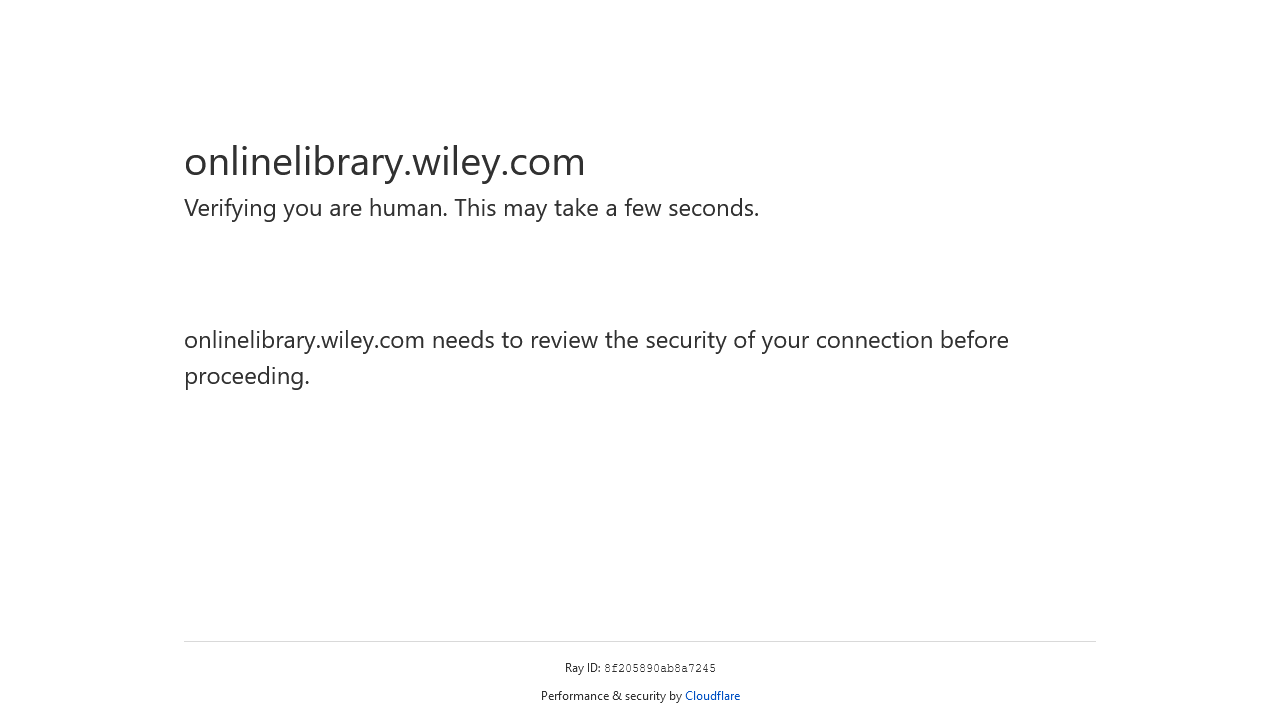 onlinelibrary.wiley.com
Verifying you are human. This may take a few seconds.
onlinelibrary.wiley.com needs to review the security of your connection before
proceeding.
Ray ID: 8f205890ab8a7245
Performance & security by Cloudflare